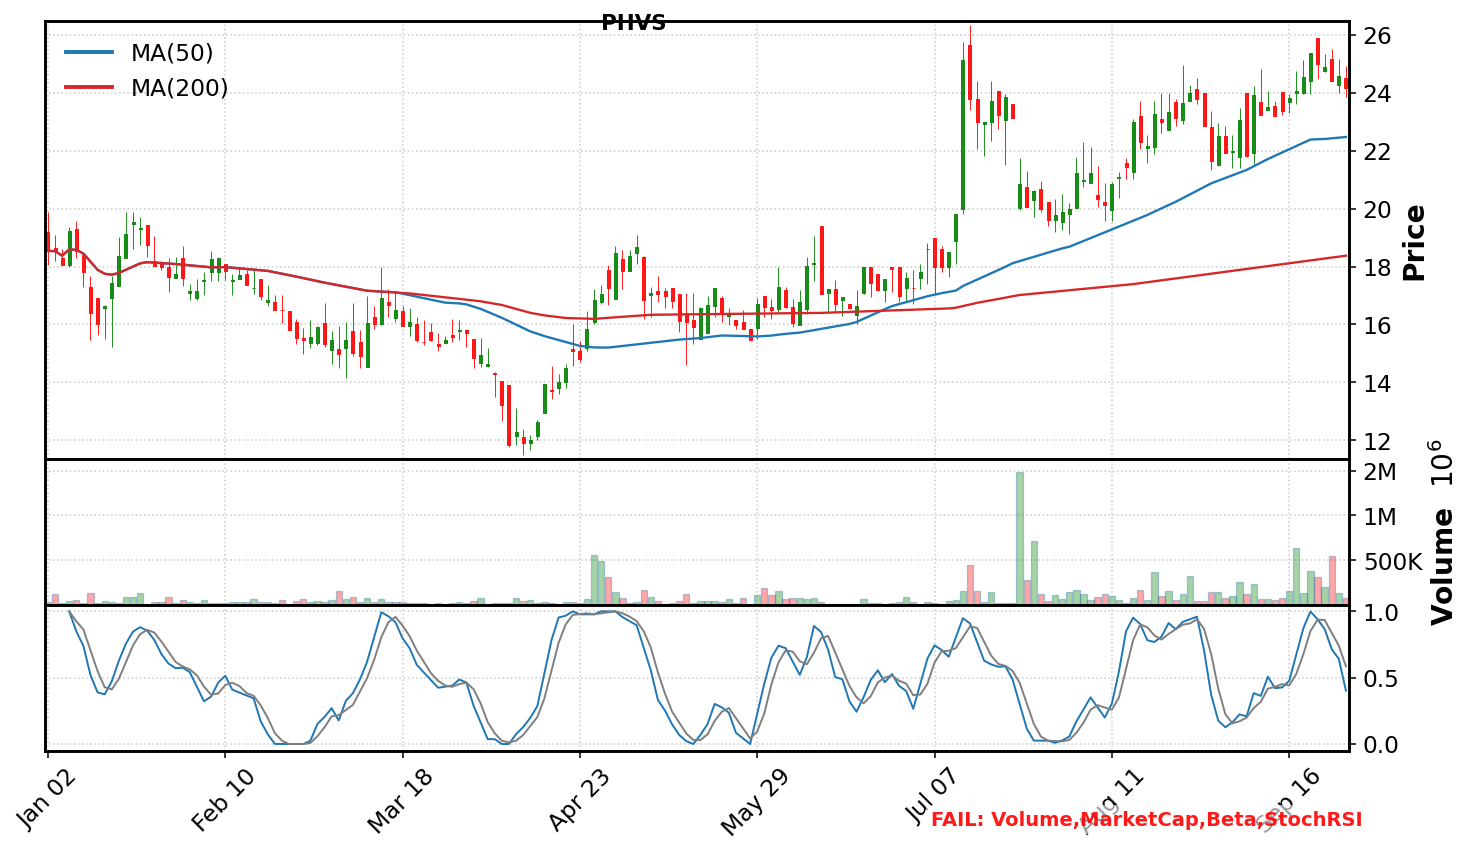 PHVS
MA(50)
MA(200)
26
24
22
20
18
16
14
12
Price
2M
1M
500K
Volume 10⁶
1.0
0.5
0.0
Jan 02
Feb 10
Mar 18
Apr 23
May 29
Jul 07
Aug 11
Sep 16
FAIL: Volume,MarketCap,Beta,StochRSI